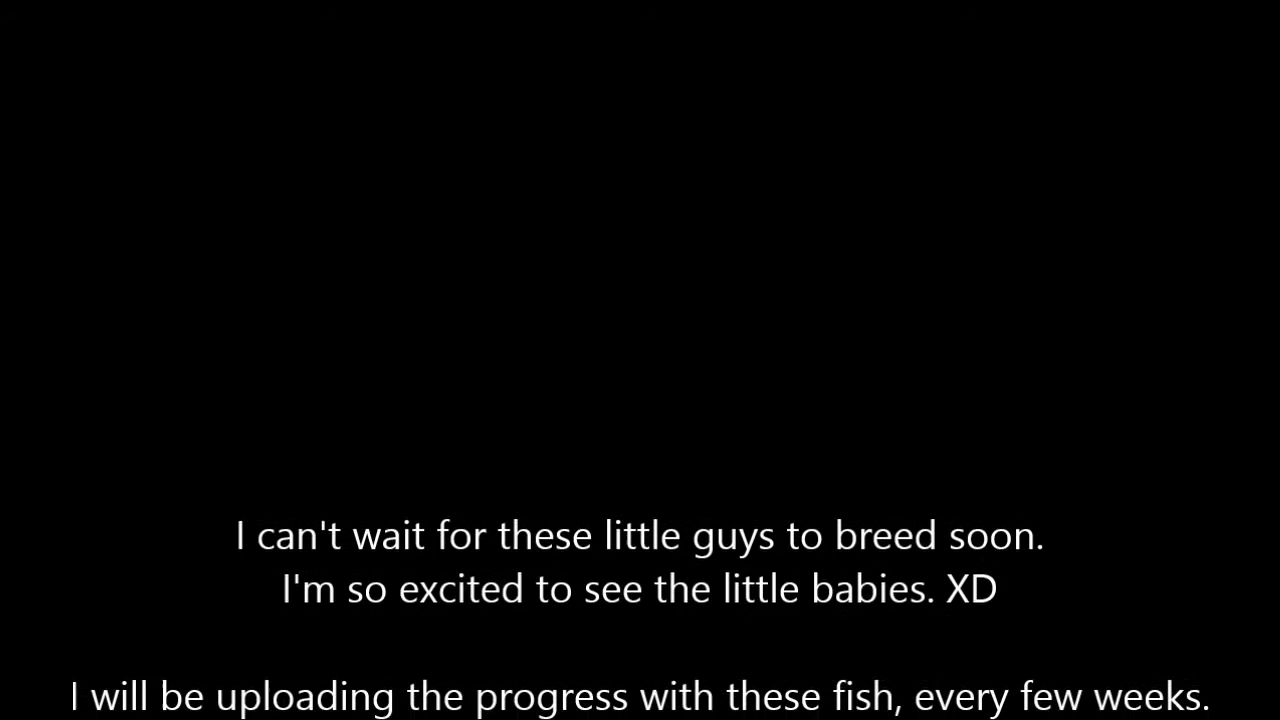 I can't wait for these little guys to breed soon.
I'm so excited to see the little babies. XD
I will be uploading the progress with these fish, every few weeks.